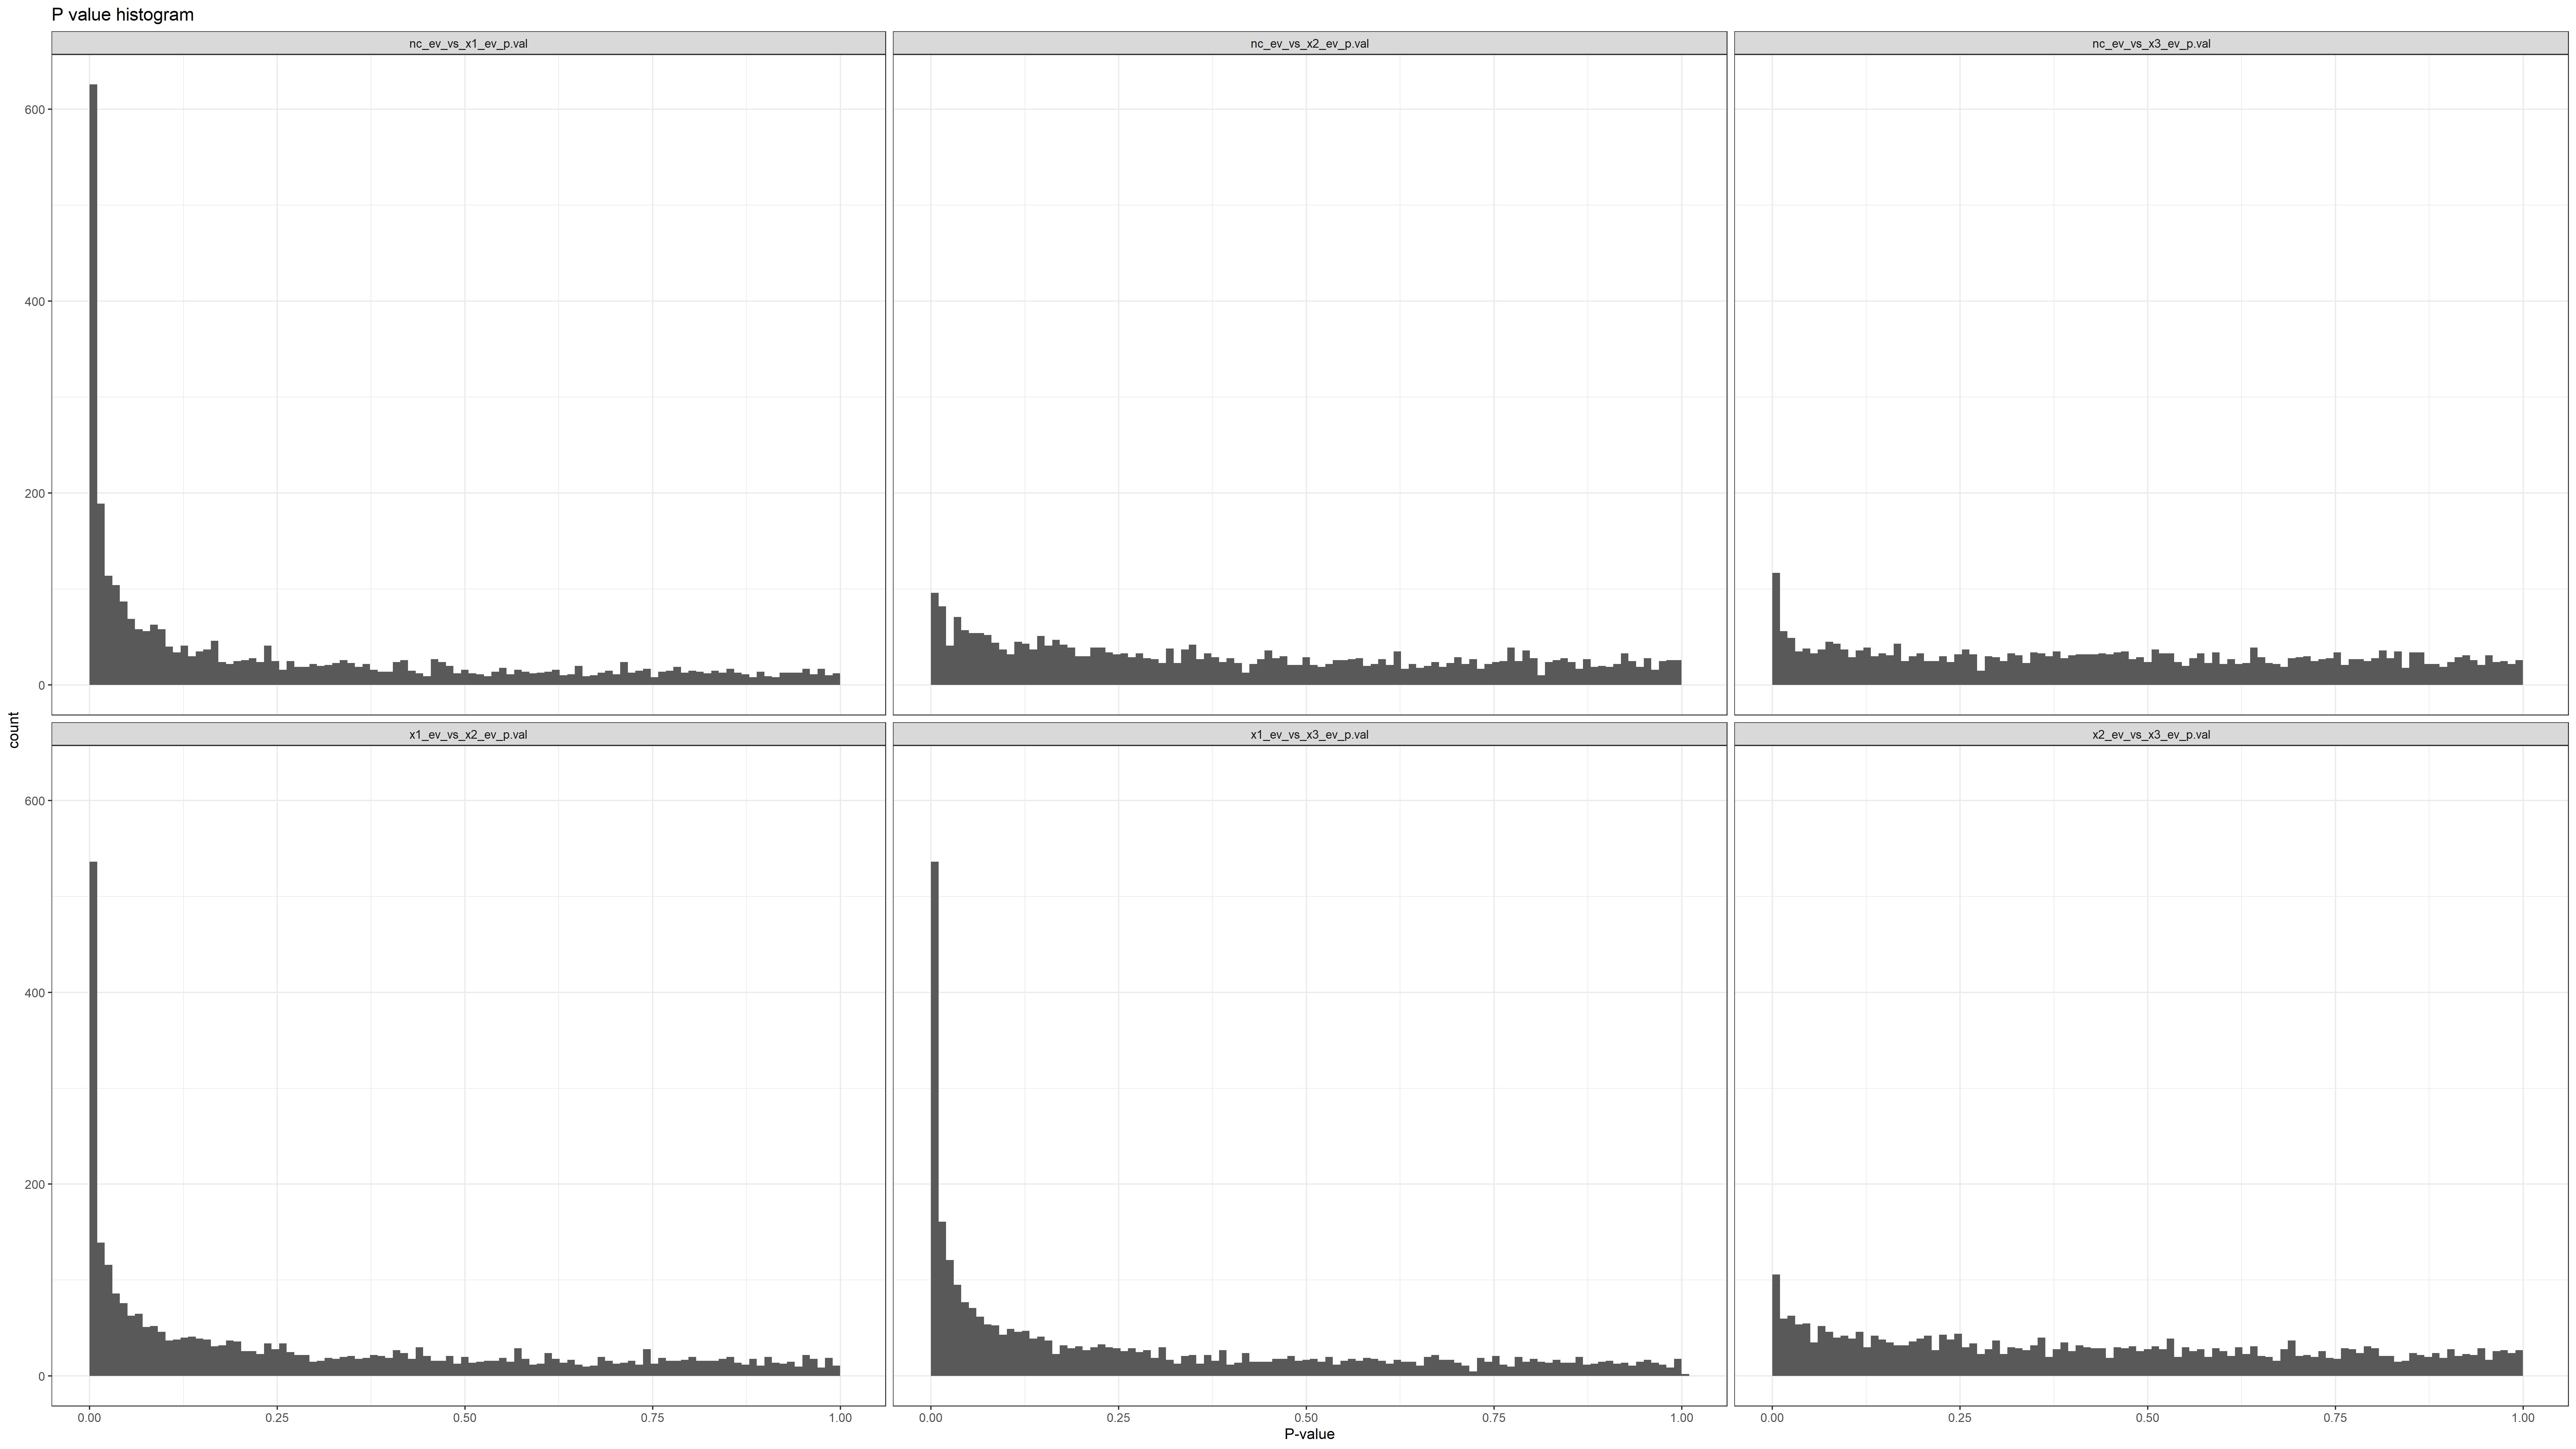 P value histogram
nc_ev_vs_x1_ev_p.val
nc_ev_vs_x2_ev_p.val
nc_ev_vs_x3_ev_p.val
600
400
200
0
count
x1_ev_vs_x2_ev_p.val
x1_ev_vs_x3_ev_p.val
x2_ev_vs_x3_ev_p.val
600
400
200
0
0.00 0.25 0.50 0.75 1.00
0.00 0.25 0.50 0.75 1.00
0.00 0.25 0.50 0.75 1.00
P-value